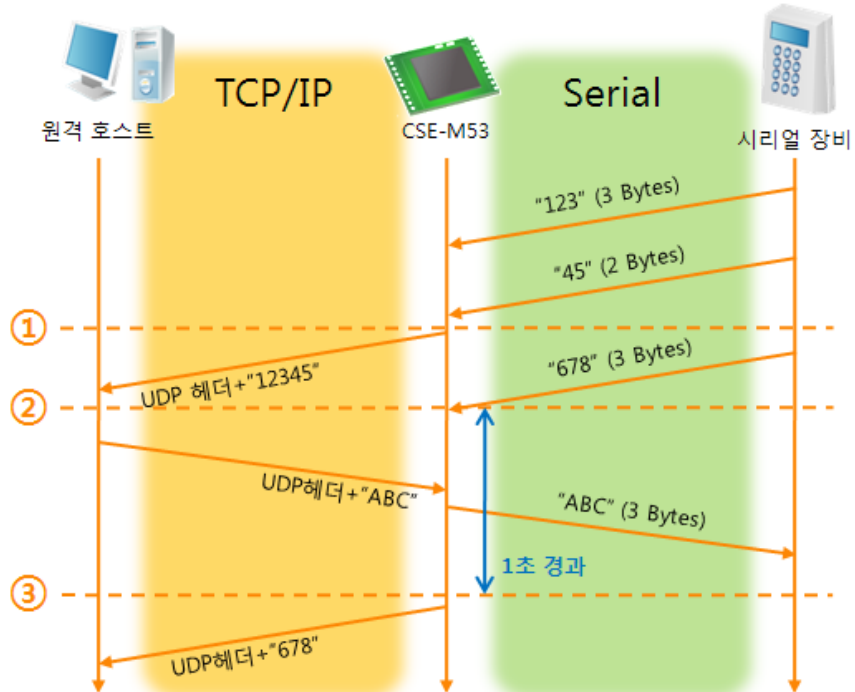 TCP/IP
Serial
원격 호스트
CSE-M53
시리얼 장비
"123" (3 Bytes)
"45" (2 Bytes)
①
"678" (3 Bytes)
UDP 헤더+"12345"
②
UDP헤더+"ABC"
"ABC" (3 Bytes)
1초 경과
③
UDP헤더+"678"